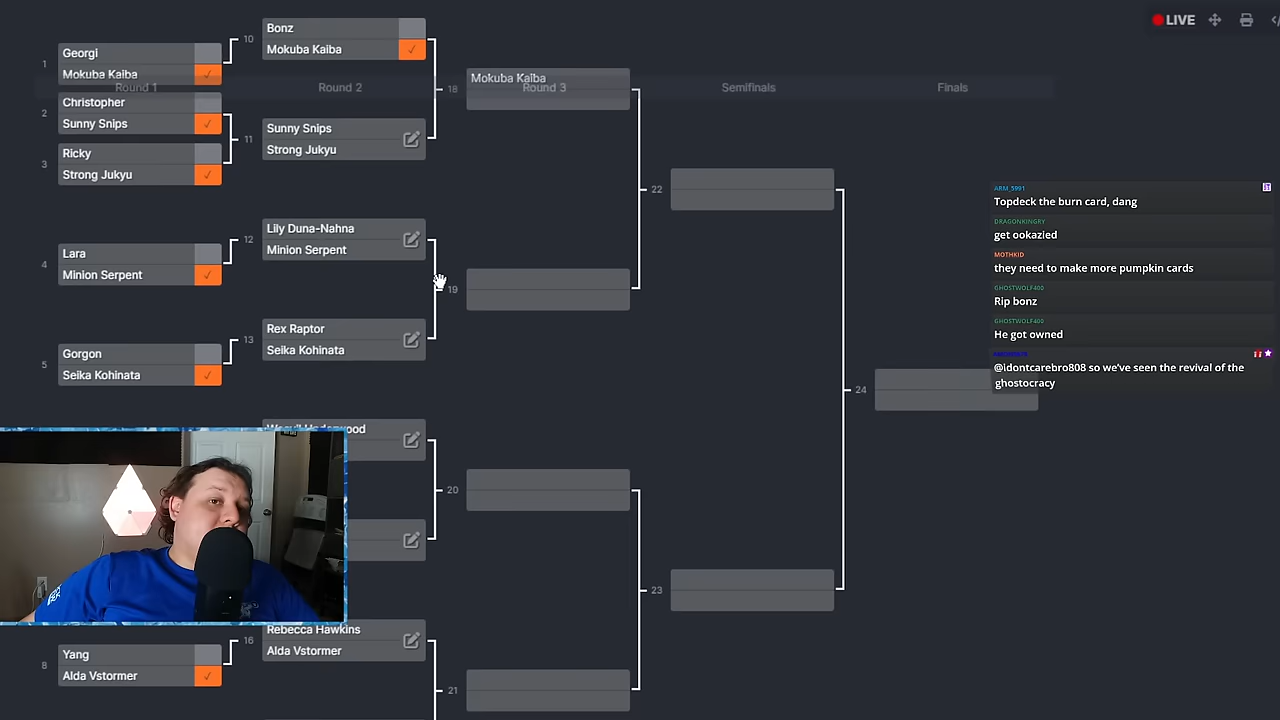 LIVE
Round 1
Round 2
Round 3
Semifinals
Finals
1
Georgi
Mokuba Kaiba
2
Christopher
Sunny Snips
3
Ricky
Strong Jukyu
4
Lara
Minion Serpent
5
Gorgon
Seika Kohinata
8
Yang
Alda Vstormer
10
Bonz
Mokuba Kaiba
11
Sunny Snips
Strong Jukyu
12
Lily Duna-Nahna
Minion Serpent
13
Rex Raptor
Seika Kohinata
16
Rebecca Hawkins
Alda Vstormer
18
Mokuba Kaiba
19
20
21
22
23
24
ARM_5991
Topdeck the burn card, dang
DRAGONKINGRY
get ookazied
MOTHKID
they need to make more pumpkin cards
GHOSTWOLF400
Rip bonz
GHOSTWOLF400
He got owned
@idontcarebro808 so we've seen the revival of the
ghostocracy